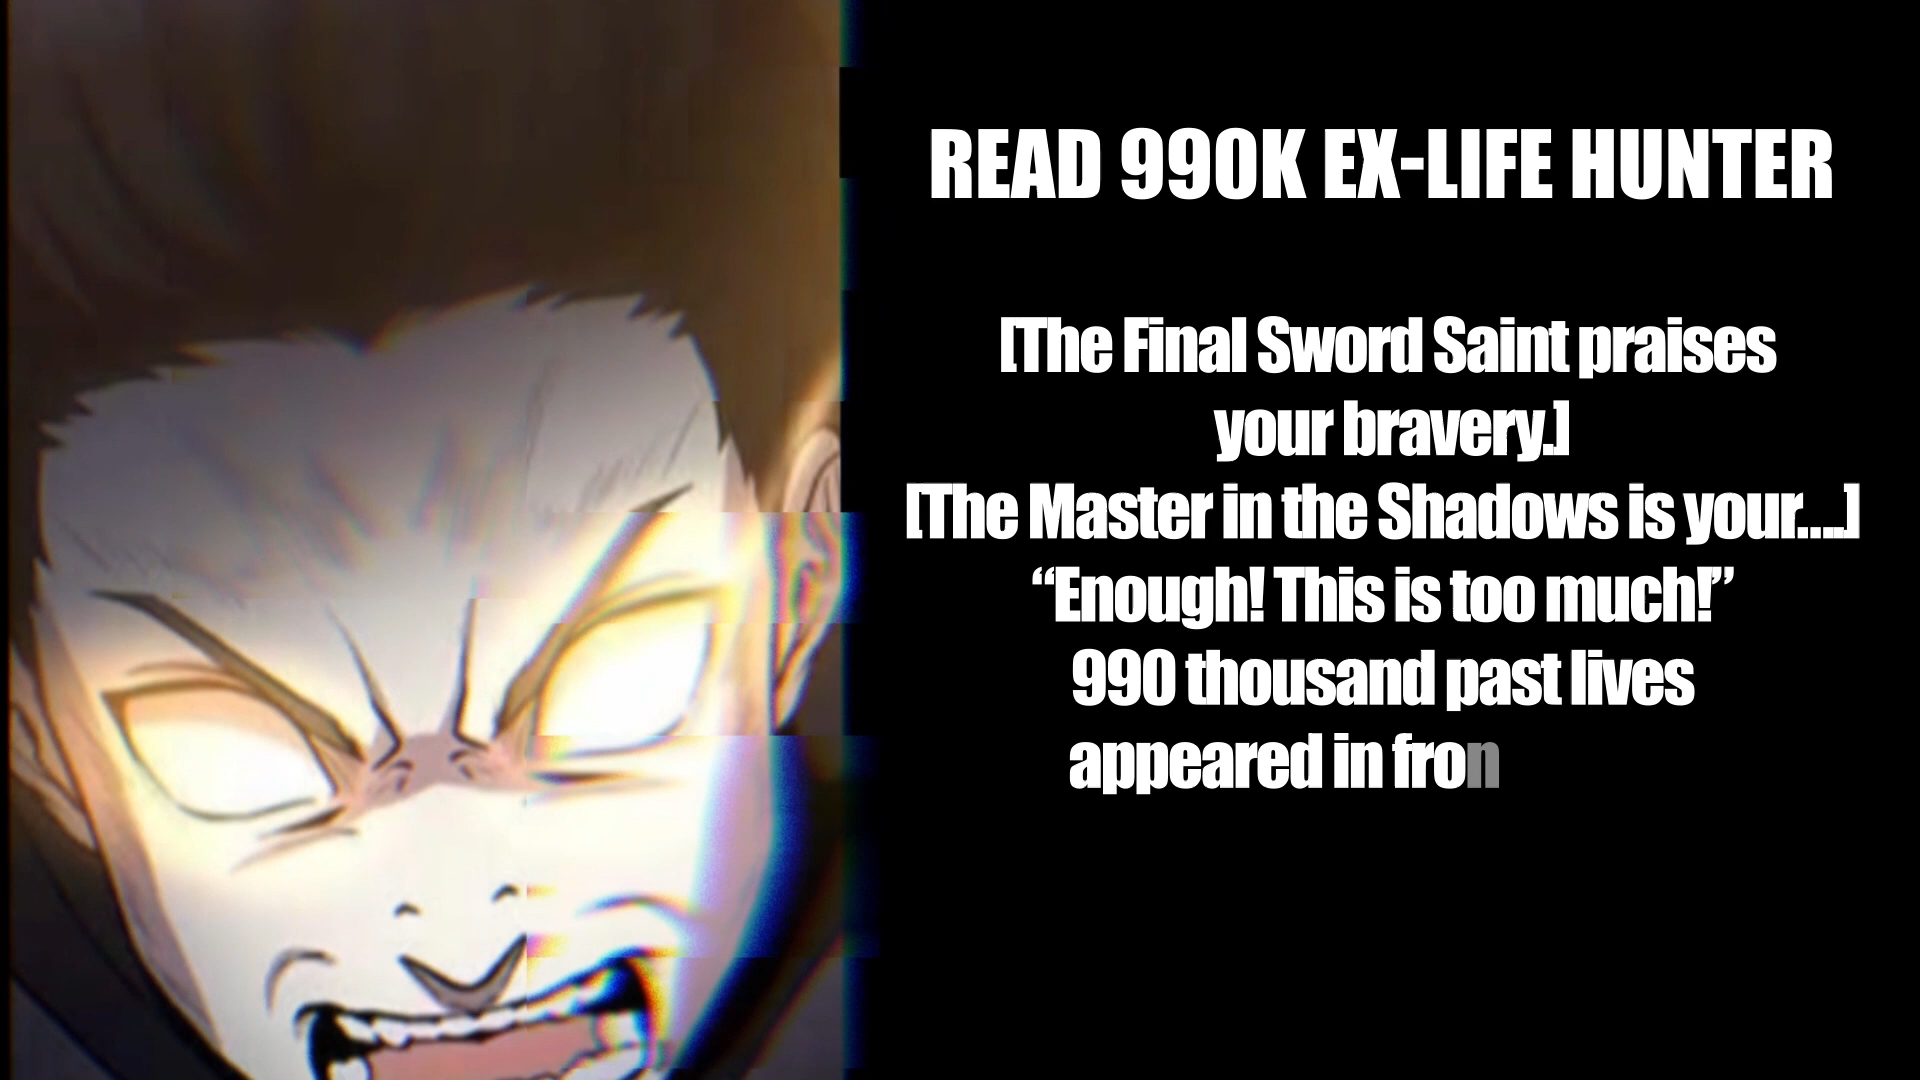 READ 990K EX-LIFE HUNTER
[The Final Sword Saint praises
your bravery.]
[The Master in the Shadows is your....]
“Enough! This is too much!”
990 thousand past lives
appeared in fron